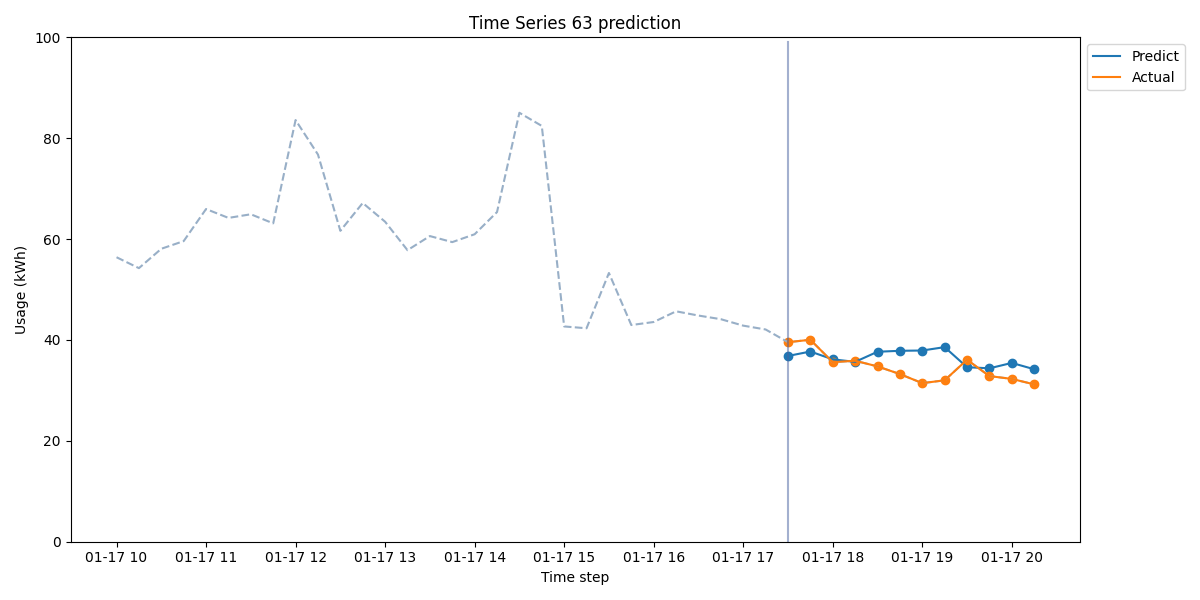 Time Series 63 prediction
Predict
Actual
Usage (kWh)
100
80
60
40
20
0
01-17 10 01-17 11 01-17 12 01-17 13 01-17 14 01-17 15 01-17 16 01-17 17 01-17 18 01-17 19 01-17 20
Time step